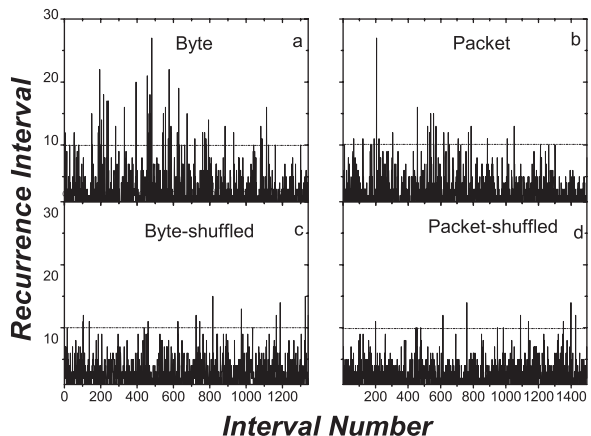 30
Byte
a
Packet
b
20
10
Recurrence Interval
30
Byte-shuffled
c
Packet-shuffled
d
20
10
0 200 400 600 800 1000 1200
200 400 600 800 1000 1200 1400
Interval Number